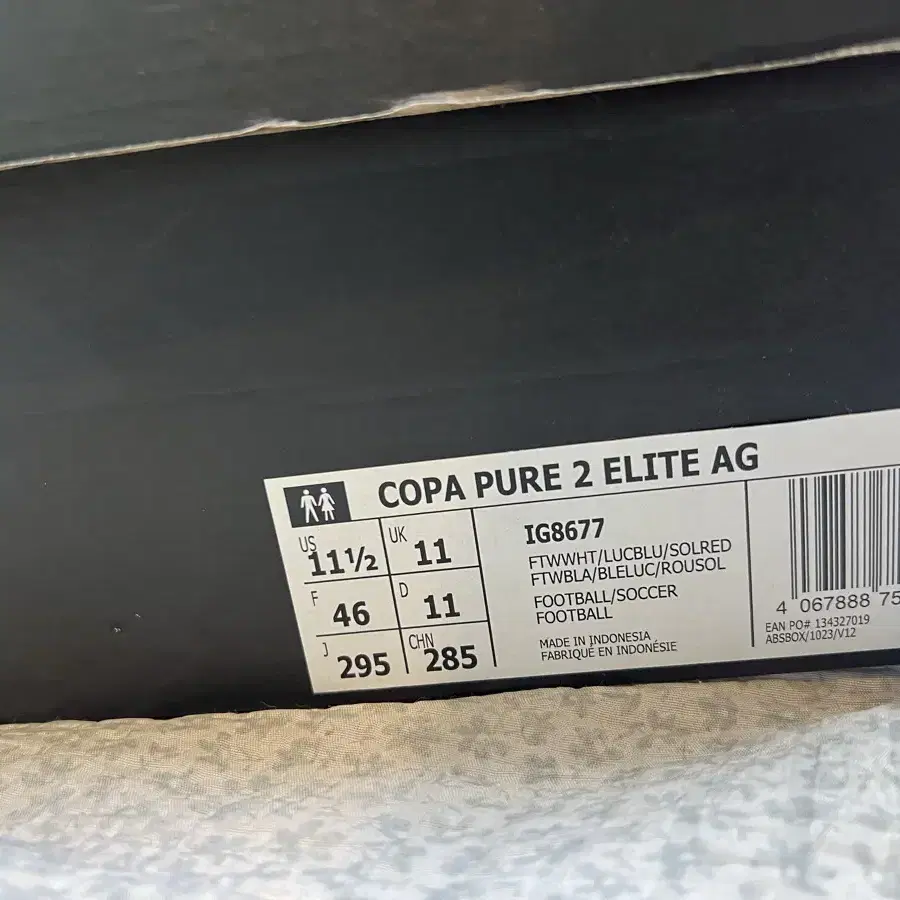 COPA PURE 2 ELITE AG
US 11½ UK 11
F 46 D 11
J 295 CHN 285
IG8677
FTWWHT/LUCBLU/SOLRED
FTWBLA/BLELUC/ROUSOL
FOOTBALL/SOCCER
FOOTBALL
MADE IN INDONESIA
FABRIQUÉ EN INDONÉSIE
4 067888 75
EAN PO# 134327019
ABSBOX/1023/V12